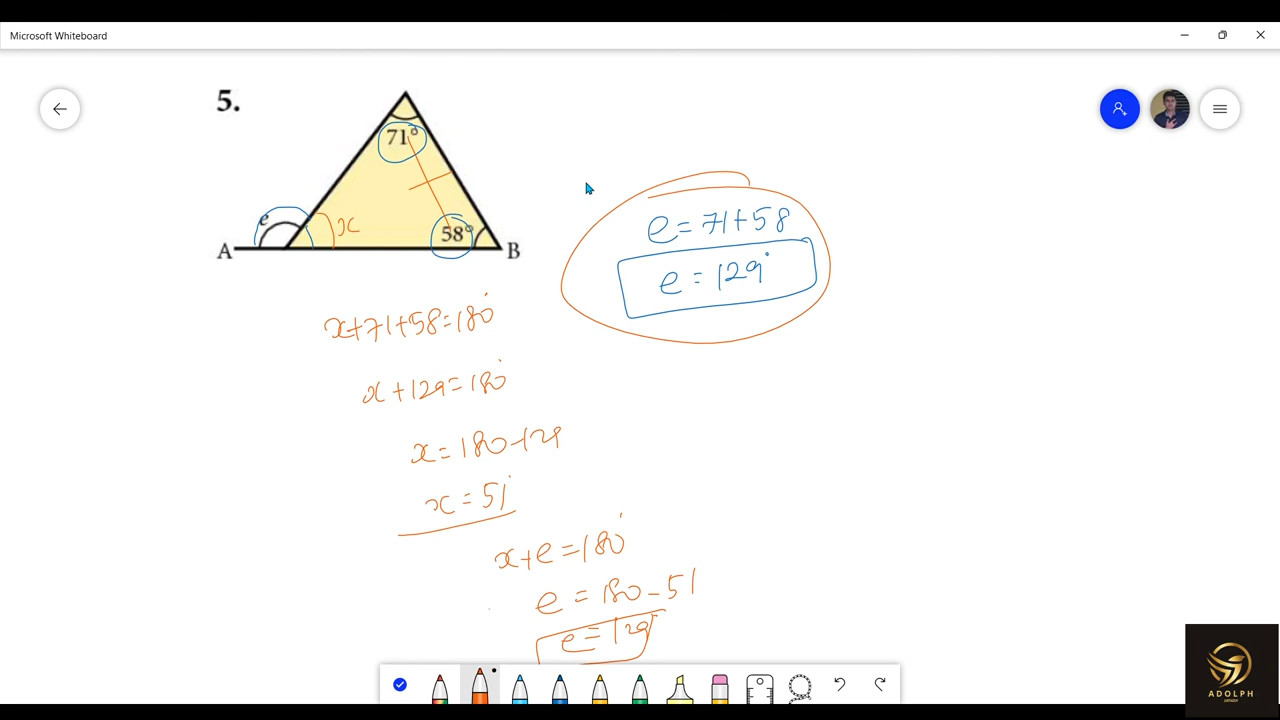 Microsoft Whiteboard
5.
71°
e
x
58°
A
B
e = 71 + 58
e = 129°
x + 71 + 58 = 180°
x + 129 = 180°
x = 180 - 129
x = 51°
x + e = 180°
e = 180 - 51
e = 129°
ADOLPH